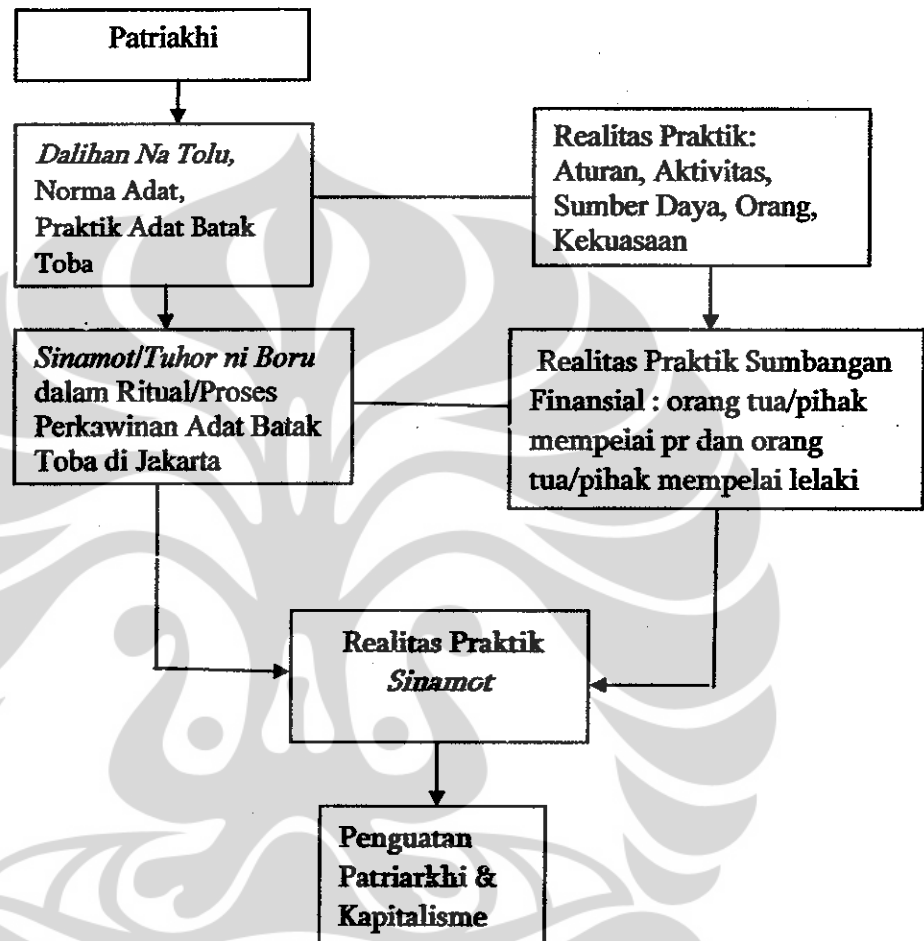 Patriakhi
Dalihan Na Tolu,
Norma Adat,
Praktik Adat Batak
Toba
Realitas Praktik:
Aturan, Aktivitas,
Sumber Daya, Orang,
Kekuasaan
Sinamot/Tuhor ni Boru
dalam Ritual/Proses
Perkawinan Adat Batak
Toba di Jakarta
Realitas Praktik Sumbangan
Finansial : orang tua/pihak
mempelai pr dan orang
tua/pihak mempelai lelaki
Realitas Praktik
Sinamot
Penguatan
Patriarkhi &
Kapitalisme